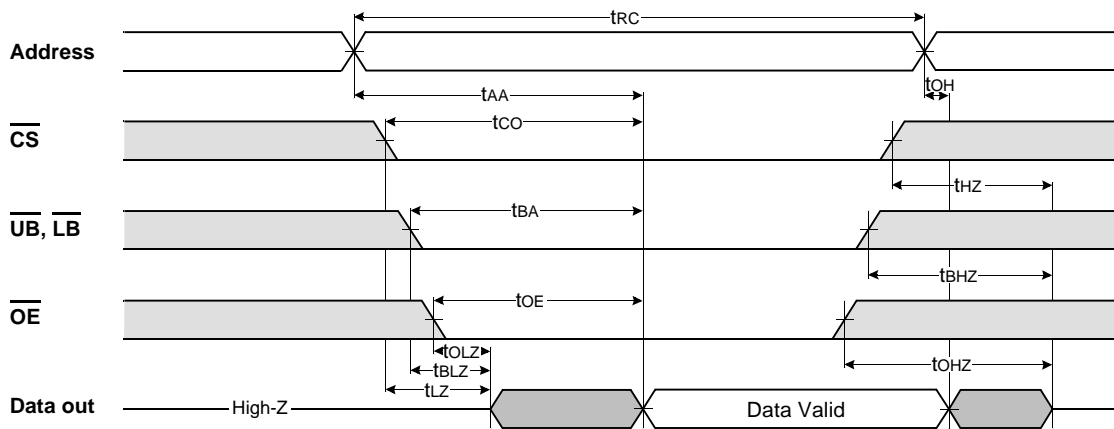 tRC
Address
tAA
tOH
tCO
CS
tHZ
tBA
UB, LB
tBHZ
tOE
OE
tOLZ
tBLZ
tOHZ
tLZ
Data out
High-Z
Data Valid